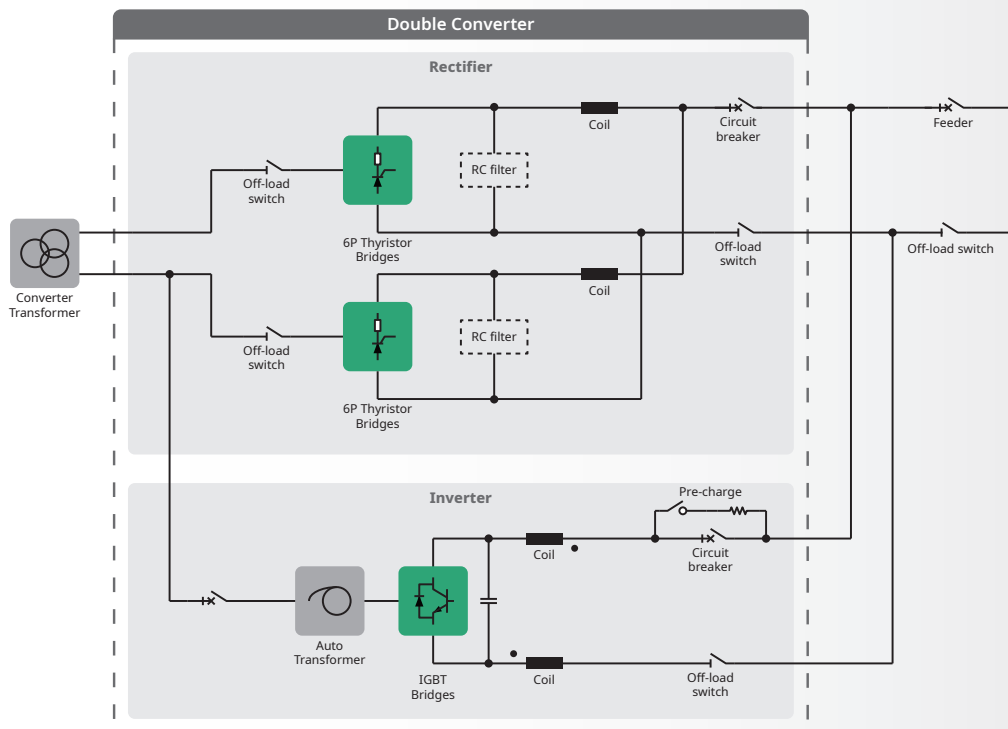 Double Converter
Rectifier
Coil
Circuit
breaker
Feeder
RC filter
Off-load
switch
6P Thyristor
Bridges
Off-load
switch
Off-load switch
Converter
Transformer
Coil
RC filter
Off-load
switch
6P Thyristor
Bridges
Inverter
Pre-charge
Coil
Circuit
breaker
Auto
Transformer
IGBT
Bridges
Coil
Off-load
switch